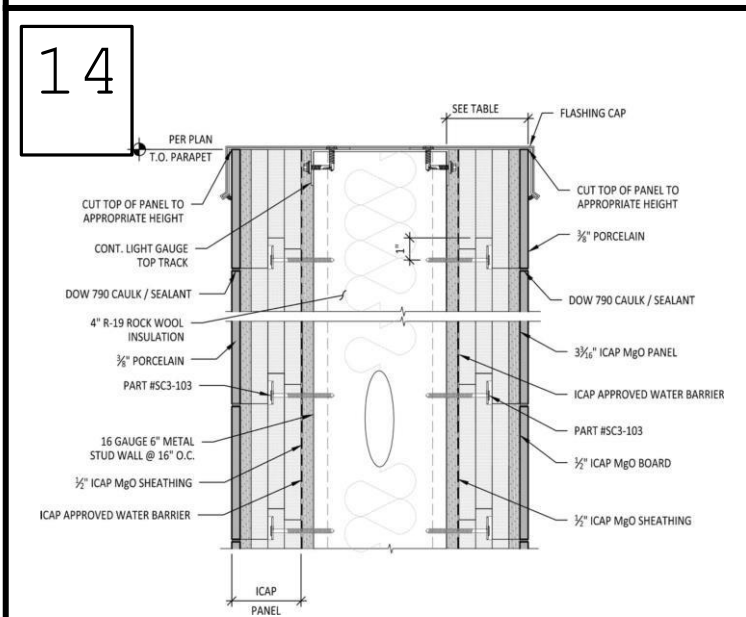 14
PER PLAN
T.O. PARAPET
SEE TABLE
FLASHING CAP
CUT TOP OF PANEL TO
APPROPRIATE HEIGHT
CONT. LIGHT GAUGE
TOP TRACK
DOW 790 CAULK / SEALANT
4" R-19 ROCK WOOL
INSULATION
⅜" PORCELAIN
PART #SC3-103
16 GAUGE 6" METAL
STUD WALL @ 16" O.C.
½" ICAP MgO SHEATHING
ICAP APPROVED WATER BARRIER
ICAP
PANEL
1"
CUT TOP OF PANEL TO
APPROPRIATE HEIGHT
⅜" PORCELAIN
DOW 790 CAULK / SEALANT
3³⁄₁₆" ICAP MgO PANEL
ICAP APPROVED WATER BARRIER
PART #SC3-103
½" ICAP MgO BOARD
½" ICAP MgO SHEATHING